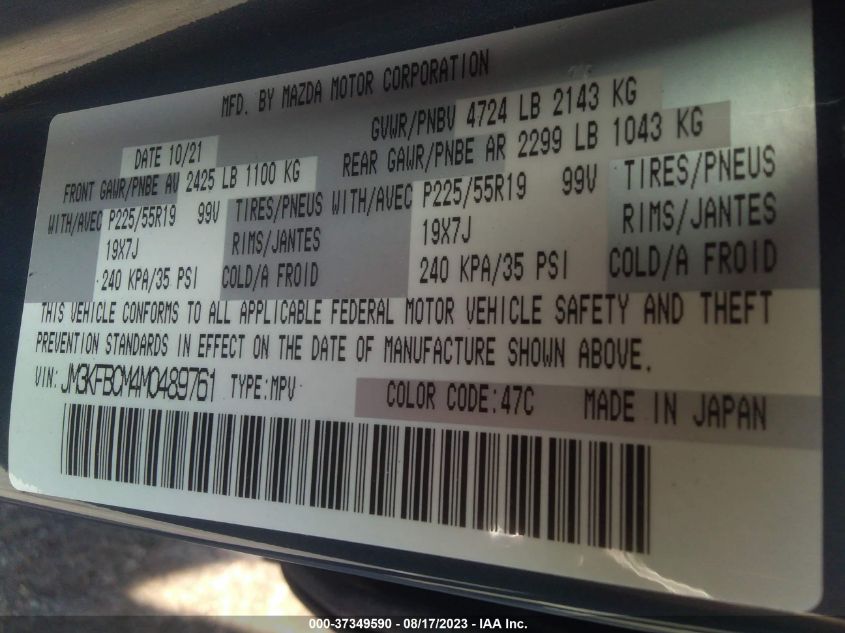 MFD. BY MAZDA MOTOR CORPORATION
DATE 10/21 GVWR/PNBV 4724 LB 2143 KG
FRONT GAWR/PNBE AV 2425 LB 1100 KG REAR GAWR/PNBE AR 2299 LB 1043 KG
WITH/AVEC P225/55R19 99V TIRES/PNEUS WITH/AVEC P225/55R19 99V TIRES/PNEUS
19X7J RIMS/JANTES 19X7J RIMS/JANTES
240 KPA/35 PSI COLD/A FROID 240 KPA/35 PSI COLD/A FROID
THIS VEHICLE CONFORMS TO ALL APPLICABLE FEDERAL MOTOR VEHICLE SAFETY AND THEFT
PREVENTION STANDARDS IN EFFECT ON THE DATE OF MANUFACTURE SHOWN ABOVE.
VIN: JM3KFBCM4M0489761 TYPE:MPV COLOR CODE:47C MADE IN JAPAN
000-37349590 - 08/17/2023 - IAA Inc.